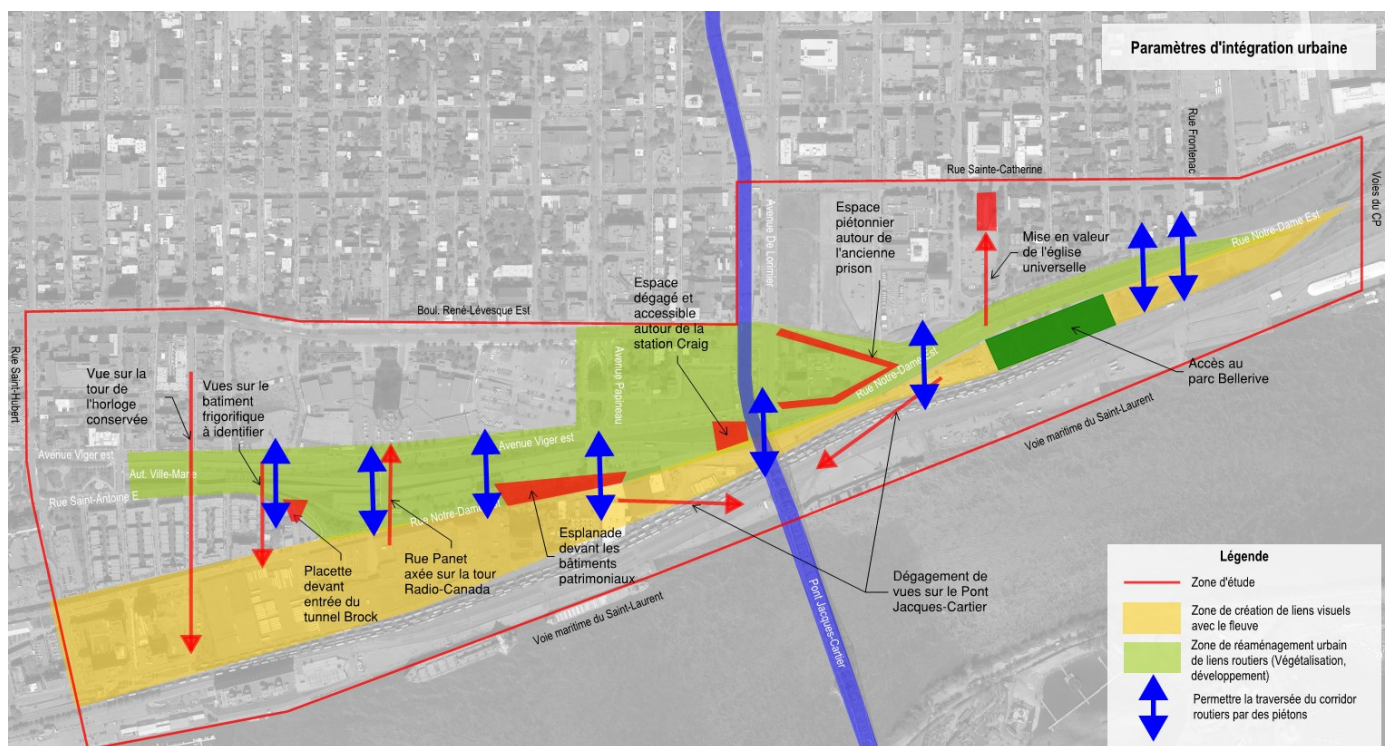 Paramètres d'intégration urbaine
Rue Frontenac
Rue Sainte-Catherine
Voies du CP
Avenue De Lorimier
Espace
piétonnier
autour de
l'ancienne
prison
Mise en valeur
de l'église
universelle
Rue Notre-Dame Est
Espace
dégagé et
accessible
autour de la
station Craig
Boul. René-Lévesque Est
Rue Saint-Hubert
Avenue Papineau
Vue sur la
tour de
l'horloge
conservée
Vues sur le
batiment
frigorifique
à identifier
Rue Notre-Dame Est
Accès au
parc Bellerive
Voie maritime du Saint-Laurent
Avenue Viger est
Avenue Viger est
Aut. Ville-Marie
Rue Saint-Antoine E
Rue Notre-Dame Est
Placette
devant
entrée du
tunnel Brock
Rue Panet
axée sur la tour
Radio-Canada
Esplanade
devant les
bâtiments
patrimoniaux
Dégagement de
vues sur le Pont
Jacques-Cartier
Pont Jacques-Cartier
Voie maritime du Saint-Laurent
Légende
Zone d'étude
Zone de création de liens visuels
avec le fleuve
Zone de réaménagement urbain
de liens routiers (Végétalisation,
développement)
Permettre la traversée du corridor
routiers par des piétons